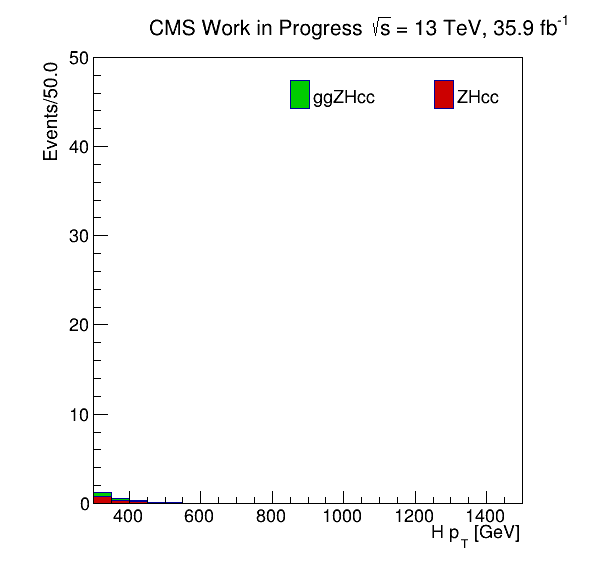 CMS Work in Progress √s = 13 TeV, 35.9 fb⁻¹
Events/50.0
50
40
30
20
10
0
ggZHcc
ZHcc
400 600 800 1000 1200 1400
H p_T [GeV]